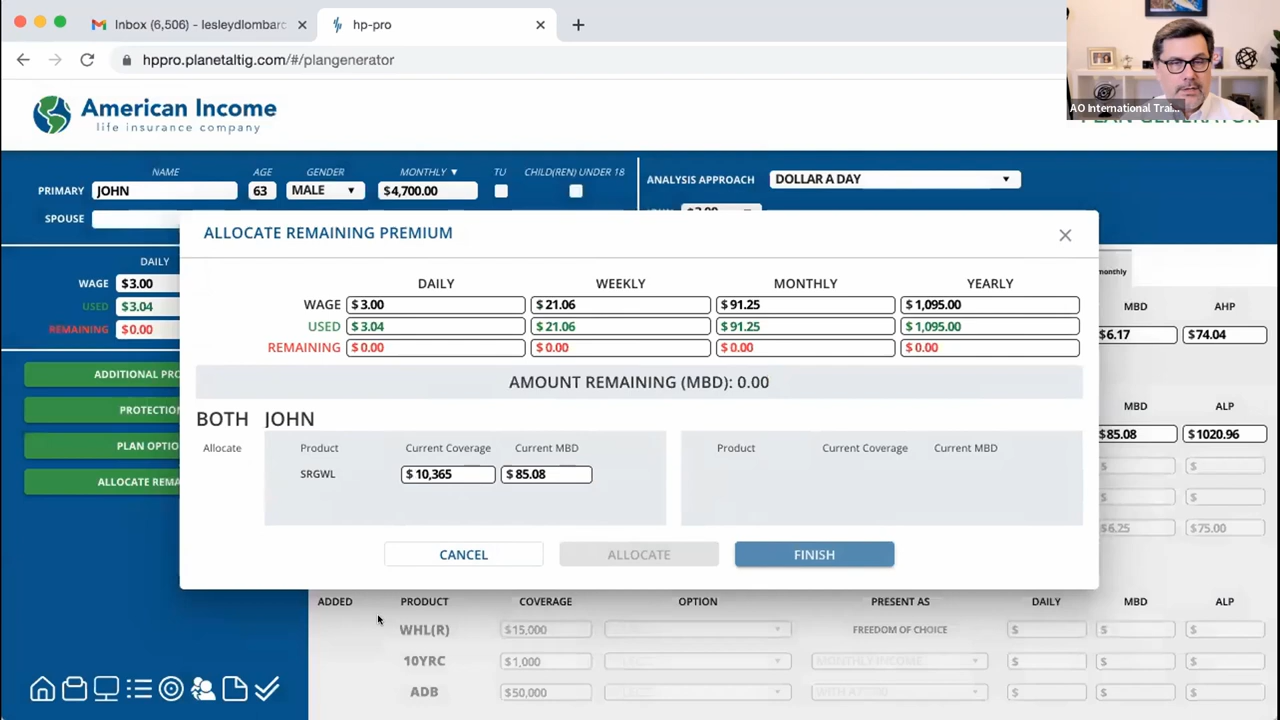 Inbox (6,506) – lesleydlombarc
hp-pro
hppro.planetaltig.com/#/plangenerator
AO International Trai...
American Income
life insurance company
PLAN GENERATOR
NAME AGE GENDER MONTHLY ▼ TU CHILD(REN) UNDER 18
PRIMARY JOHN 63 MALE $4,700.00
ANALYSIS APPROACH DOLLAR A DAY
SPOUSE
DAILY
WAGE $3.00
USED $3.04
REMAINING $0.00
ADDITIONAL PRO
PROTECTION
PLAN OPTIO
ALLOCATE REMA
ALLOCATE REMAINING PREMIUM
DAILY WEEKLY MONTHLY YEARLY
WAGE $3.00 $21.06 $91.25 $1,095.00
USED $3.04 $21.06 $91.25 $1,095.00
REMAINING $0.00 $0.00 $0.00 $0.00
AMOUNT REMAINING (MBD): 0.00
BOTH JOHN
Allocate Product Current Coverage Current MBD Product Current Coverage Current MBD
SRGWL $10,365 $85.08
CANCEL ALLOCATE FINISH
monthly
MBD AHP
$6.17 $74.04
MBD ALP
$85.08 $1020.96
$ $
$ $
$6.25 $75.00
ADDED PRODUCT COVERAGE OPTION PRESENT AS DAILY MBD ALP
WHL(R) $15,000 FREEDOM OF CHOICE $ $ $
10YRC $1,000 MONTHLY INCOME $ $ $
ADB $50,000 $ $ $